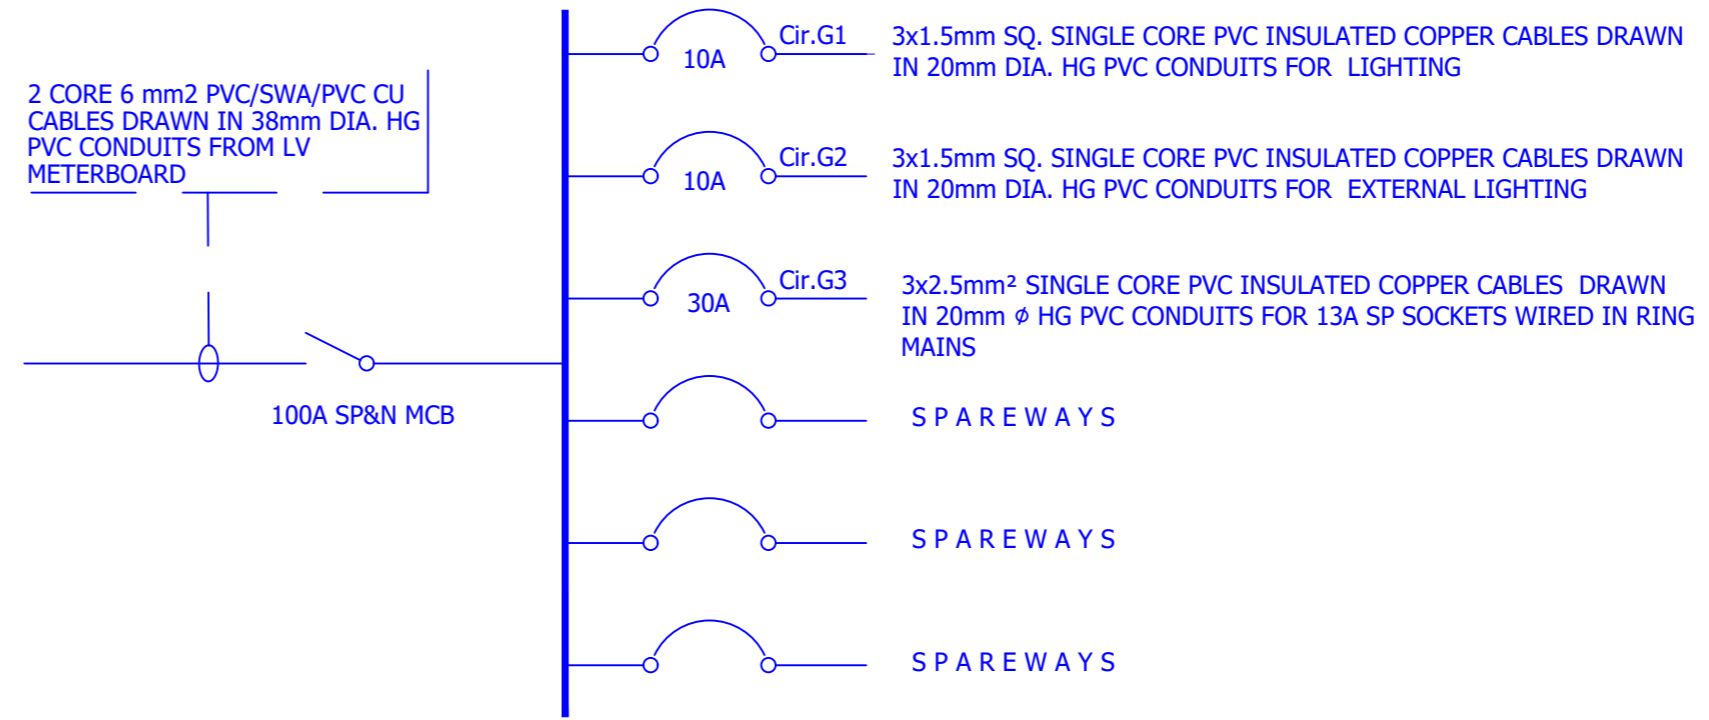 2 CORE 6 mm2 PVC/SWA/PVC CU
CABLES DRAWN IN 38mm DIA. HG
PVC CONDUITS FROM LV
METERBOARD
100A SP&N MCB
10A
Cir.G1
3x1.5mm SQ. SINGLE CORE PVC INSULATED COPPER CABLES DRAWN
IN 20mm DIA. HG PVC CONDUITS FOR LIGHTING
10A
Cir.G2
3x1.5mm SQ. SINGLE CORE PVC INSULATED COPPER CABLES DRAWN
IN 20mm DIA. HG PVC CONDUITS FOR EXTERNAL LIGHTING
30A
Cir.G3
3x2.5mm² SINGLE CORE PVC INSULATED COPPER CABLES DRAWN
IN 20mm ⌀ HG PVC CONDUITS FOR 13A SP SOCKETS WIRED IN RING
MAINS
S P A R E W A Y S
S P A R E W A Y S
S P A R E W A Y S